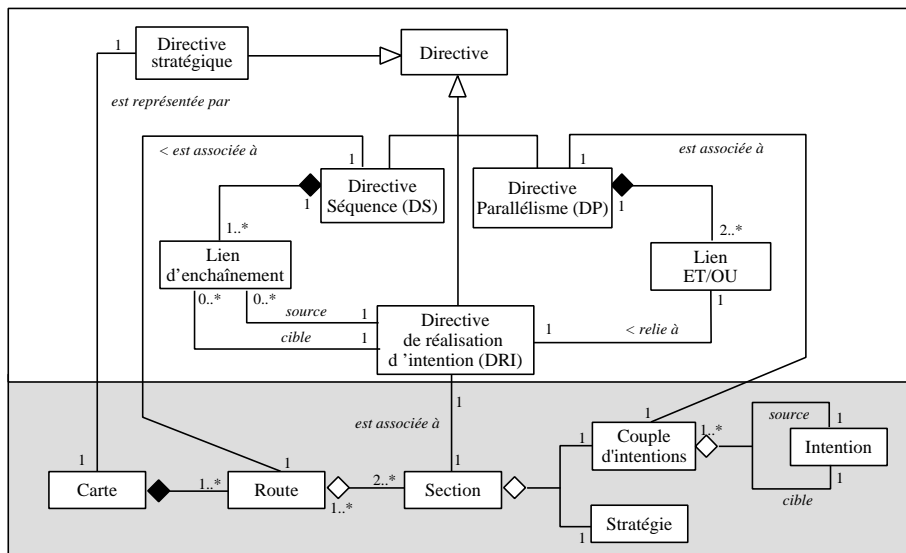 1
Directive
stratégique
Directive
est représentée par
< est associée à
1
1
est associée à
Directive
Séquence (DS)
1
Directive
Parallélisme (DP)
1
1..*
2..*
Lien
d'enchaînement
Lien
ET/OU
0..*
0..*
1
source
1
cible
1
Directive
de réalisation
d 'intention (DRI)
1
< relie à
1
est associée à
1
1
1..*
source
1
Couple
d'intentions
Intention
1
1
1
1
cible
Carte
1..*
Route
1..*
2..*
Section
Stratégie
1